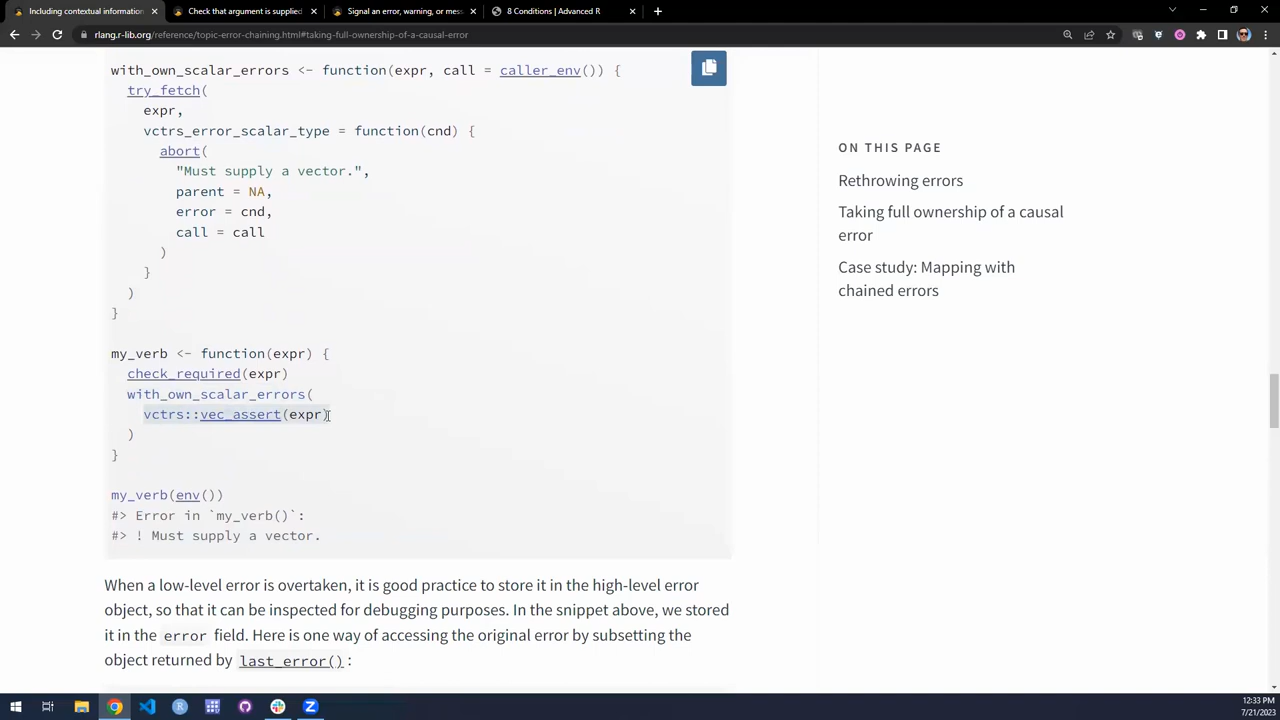 Including contextual information
Check that argument is supplied
Signal an error, warning, or mess
8 Conditions | Advanced R
rlang.r-lib.org/reference/topic-error-chaining.html#taking-full-ownership-of-a-causal-error
with_own_scalar_errors <- function(expr, call = caller_env()) {
try_fetch(
expr,
vctrs_error_scalar_type = function(cnd) {
abort(
"Must supply a vector.",
parent = NA,
error = cnd,
call = call
)
}
)
}
my_verb <- function(expr) {
check_required(expr)
with_own_scalar_errors(
vctrs::vec_assert(expr)
)
}
my_verb(env())
#> Error in `my_verb()`:
#> ! Must supply a vector.
When a low-level error is overtaken, it is good practice to store it in the high-level error
object, so that it can be inspected for debugging purposes. In the snippet above, we stored
it in the error field. Here is one way of accessing the original error by subsetting the
object returned by last_error():
ON THIS PAGE
Rethrowing errors
Taking full ownership of a causal
error
Case study: Mapping with
chained errors
12:33 PM
7/21/2023